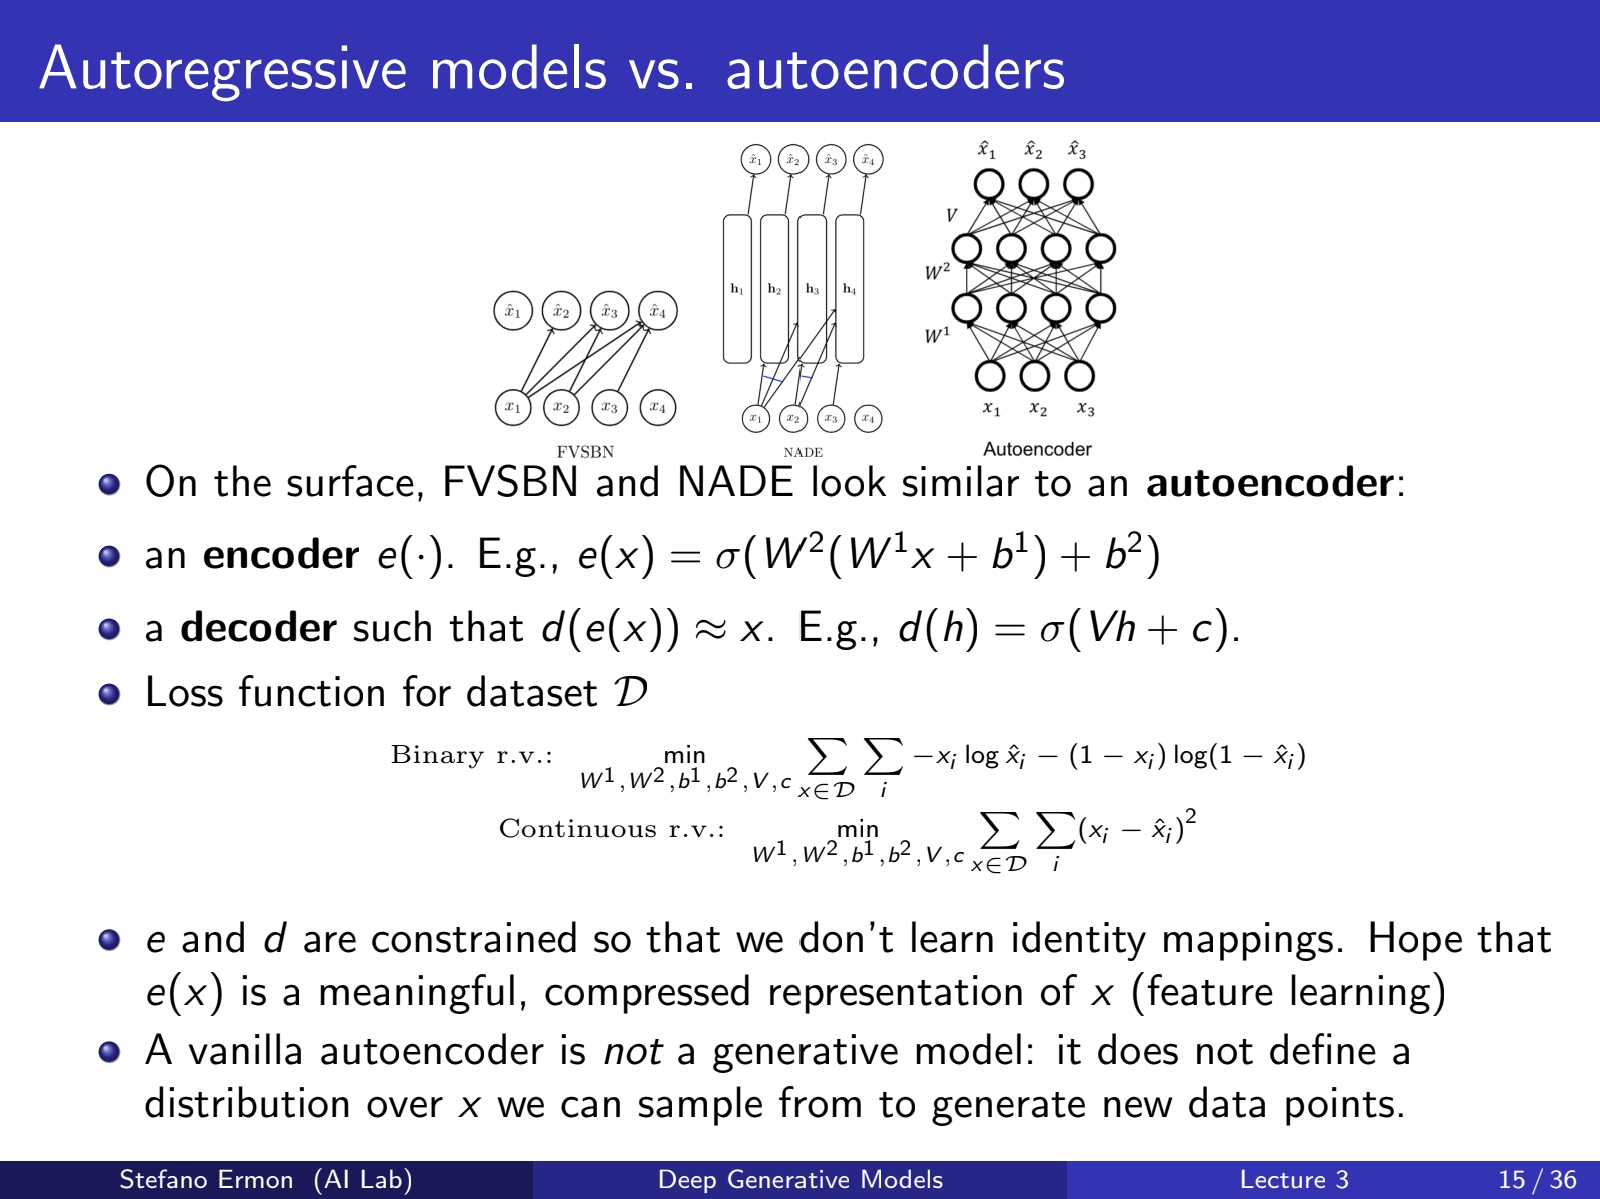 Autoregressive models vs. autoencoders
x̂₁ x̂₂ x̂₃ x̂₄
x₁ x₂ x₃ x₄
FVSBN
x̂₁ x̂₂ x̂₃ x̂₄
h₁ h₂ h₃ h₄
x₁ x₂ x₃ x₄
NADE
x̂₁ x̂₂ x̂₃
V
W²
W¹
x₁ x₂ x₃
Autoencoder
On the surface, FVSBN and NADE look similar to an autoencoder:
an encoder e(·). E.g., e(x) = σ(W²(W¹x + b¹) + b²)
a decoder such that d(e(x)) ≈ x. E.g., d(h) = σ(Vh + c).
Loss function for dataset 𝒟
Binary r.v.: min W¹,W²,b¹,b²,V,c ∑ x∈𝒟 ∑ i −xᵢ log x̂ᵢ − (1 − xᵢ) log(1 − x̂ᵢ)
Continuous r.v.: min W¹,W²,b¹,b²,V,c ∑ x∈𝒟 ∑ i (xᵢ − x̂ᵢ)²
e and d are constrained so that we don't learn identity mappings. Hope that
e(x) is a meaningful, compressed representation of x (feature learning)
A vanilla autoencoder is not a generative model: it does not define a
distribution over x we can sample from to generate new data points.
Stefano Ermon (AI Lab) Deep Generative Models Lecture 3 15 / 36